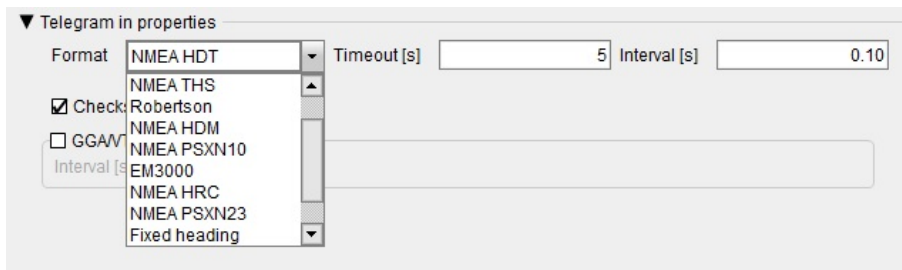 Telegram in properties
Format NMEA HDT Timeout [s] 5 Interval [s] 0.10
NMEA THS
Robertson
NMEA HDM
NMEA PSXN10
EM3000
NMEA HRC
NMEA PSXN23
Fixed heading
Checks
GGA/VT
Interval [s